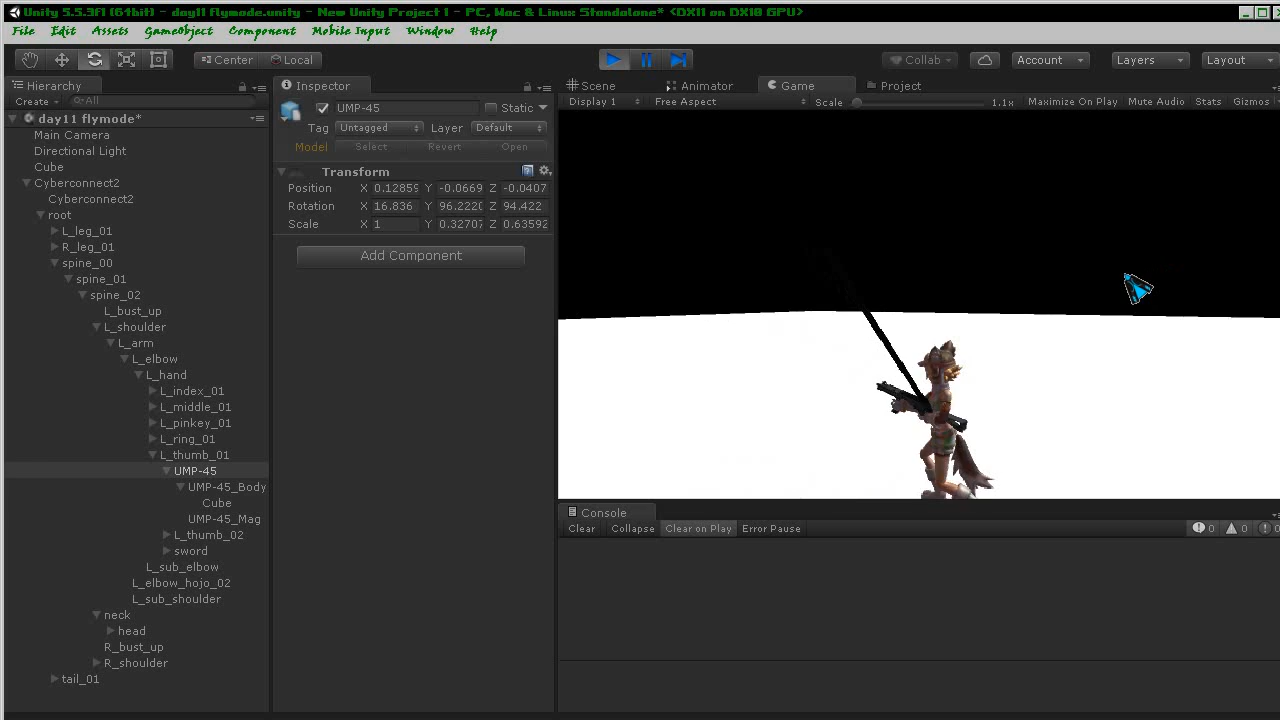 Unity 5.5.3f1 (64bit) - day11 flymode.unity - New Unity Project 1 - PC, Mac & Linux Standalone* <DX11 on DX10 GPU>
File Edit Assets GameObject Component Mobile Input Window Help
Center Local Collab Account Layers Layout
Hierarchy Inspector Scene Animator Game Project
Create All
UMP-45 Static
Display 1 Free Aspect Scale 1.1x Maximize On Play Mute Audio Stats Gizmos
day11 flymode*
Tag Untagged Layer Default
Main Camera
Model Select Revert Open
Directional Light
Cube
Transform
Cyberconnect2
Position X 0.12859 Y -0.0669 Z -0.0407
Cyberconnect2
Rotation X 16.836 Y 96.2220 Z 94.422
root
Scale X 1 Y 0.32707 Z 0.63592
L_leg_01
R_leg_01
Add Component
spine_00
spine_01
spine_02
L_bust_up
L_shoulder
L_arm
L_elbow
L_hand
L_index_01
L_middle_01
L_pinkey_01
L_ring_01
L_thumb_01
UMP-45
UMP-45_Body
Cube
UMP-45_Mag
L_thumb_02
sword
L_sub_elbow
L_elbow_hojo_02
L_sub_shoulder
neck
head
R_bust_up
R_shoulder
tail_01
Console
Clear Collapse Clear on Play Error Pause 0 0 0